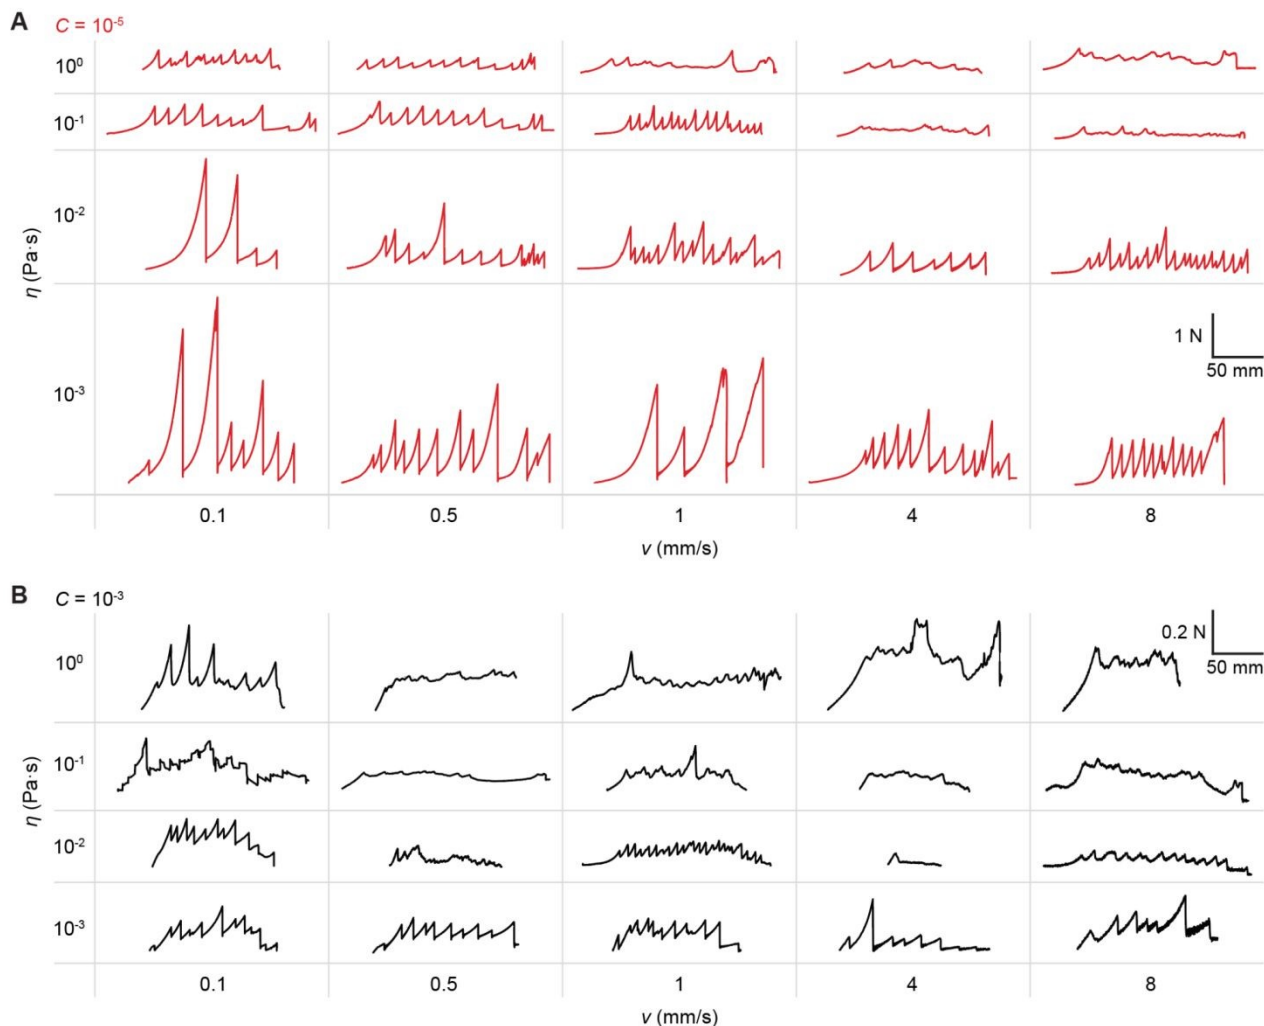 A
C = 10⁻⁵
10⁰
10⁻¹
10⁻²
η (Pa·s)
1 N
50 mm
10⁻³
0.1 0.5 1 4 8
v (mm/s)
B
C = 10⁻³
0.2 N
10⁰
50 mm
10⁻¹
η (Pa·s)
10⁻²
10⁻³
0.1 0.5 1 4 8
v (mm/s)